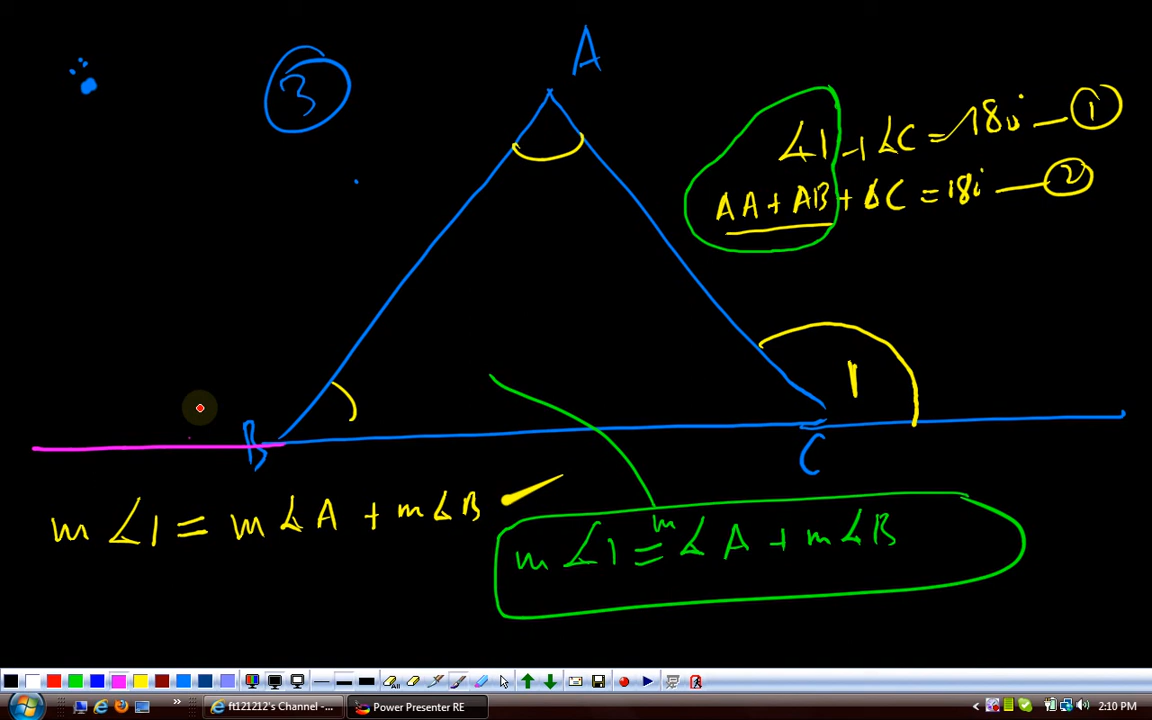 3
A
∡1 + ∡C = 180 — 1
∡A + ∡B + ∡C = 180 — 2
1
B
C
m ∡1 = m ∡A + m ∡B
m ∡1 = m ∡A + m ∡B
ft121212's Channel -...
Power Presenter RE
2:10 PM